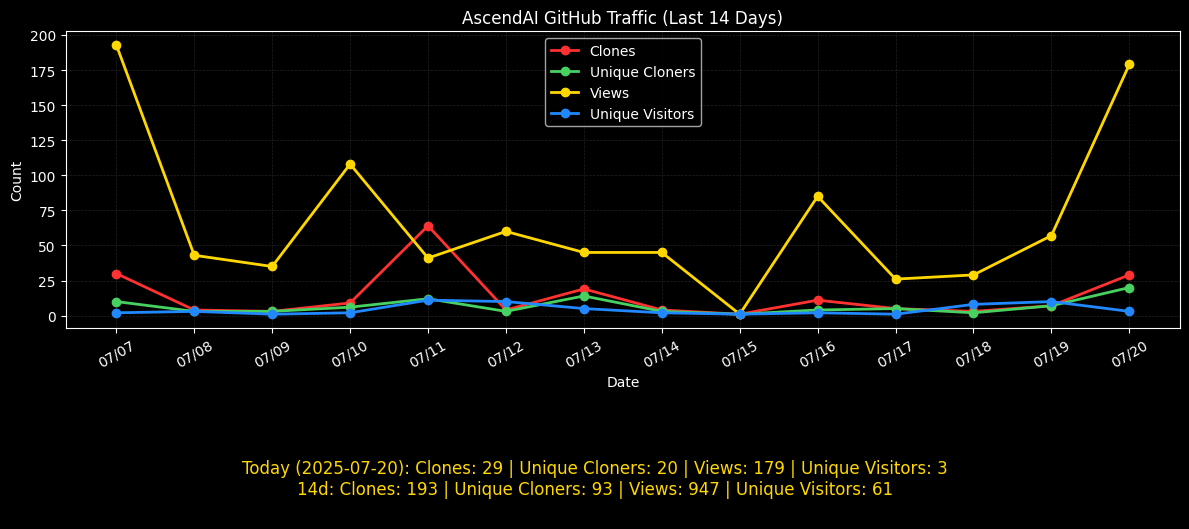 AscendAI GitHub Traffic (Last 14 Days)
Clones
Unique Cloners
Views
Unique Visitors
Count
200
175
150
125
100
75
50
25
0
07/07
07/08
07/09
07/10
07/11
07/12
07/13
07/14
07/15
07/16
07/17
07/18
07/19
07/20
Date
Today (2025-07-20): Clones: 29 | Unique Cloners: 20 | Views: 179 | Unique Visitors: 3
14d: Clones: 193 | Unique Cloners: 93 | Views: 947 | Unique Visitors: 61